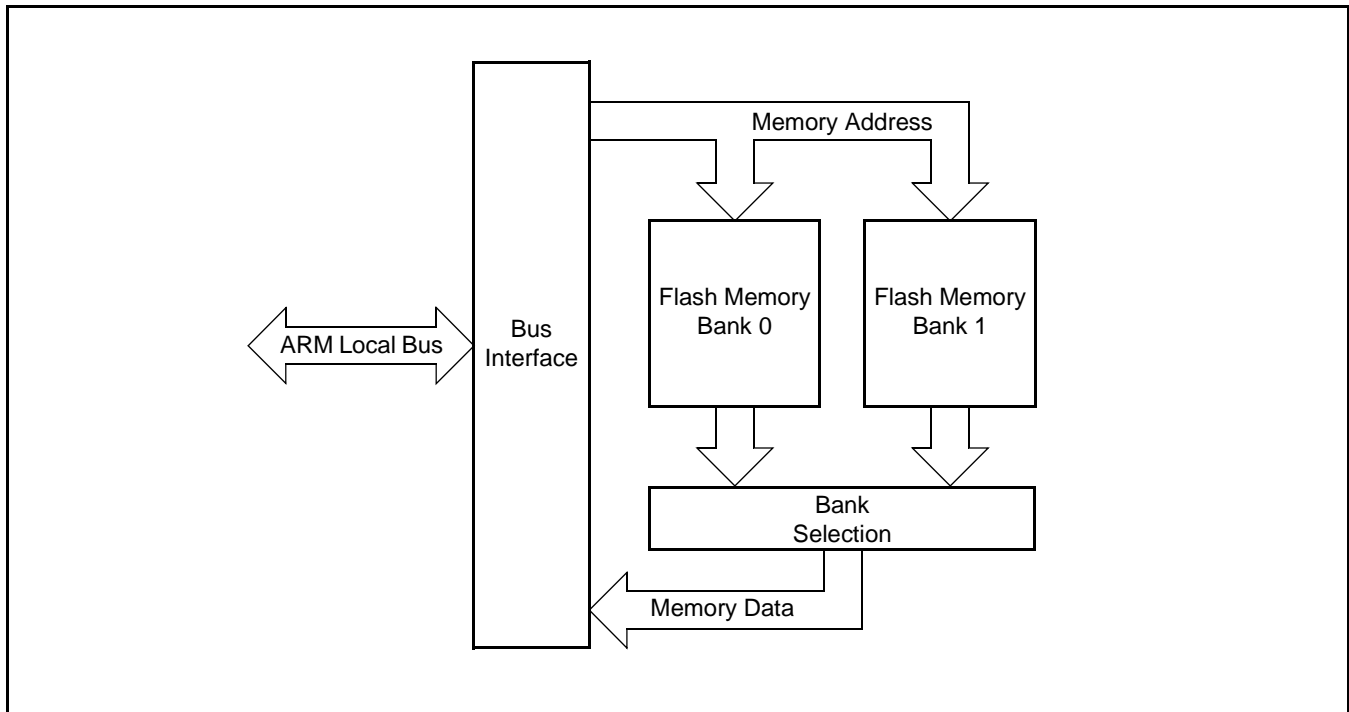 Memory Address
Flash Memory
Bank 0
Flash Memory
Bank 1
ARM Local Bus
Bus
Interface
Bank
Selection
Memory Data